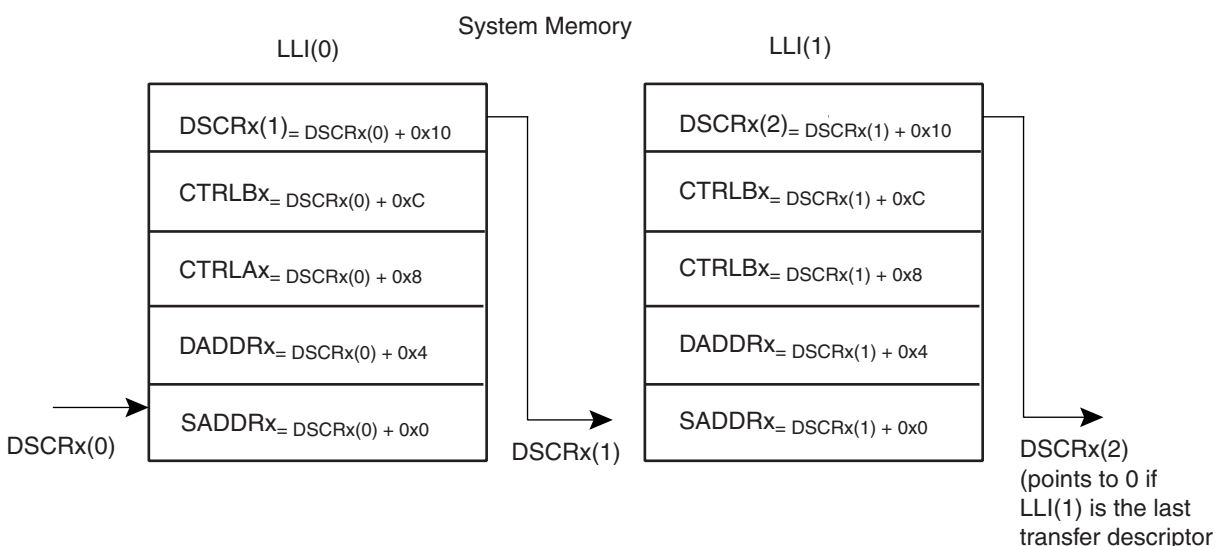 System Memory
LLI(0)
LLI(1)
DSCRx(1)= DSCRx(0) + 0x10
CTRLBx= DSCRx(0) + 0xC
CTRLAx= DSCRx(0) + 0x8
DADDRx= DSCRx(0) + 0x4
SADDRx= DSCRx(0) + 0x0
DSCRx(0)
DSCRx(1)
DSCRx(2)= DSCRx(1) + 0x10
CTRLBx= DSCRx(1) + 0xC
CTRLBx= DSCRx(1) + 0x8
DADDRx= DSCRx(1) + 0x4
SADDRx= DSCRx(1) + 0x0
DSCRx(2)
(points to 0 if
LLI(1) is the last
transfer descriptor